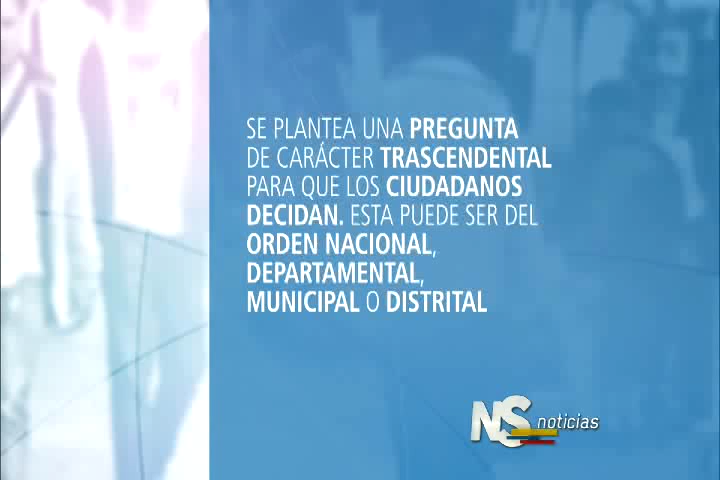 SE PLANTEA UNA PREGUNTA
DE CARÁCTER TRASCENDENTAL
PARA QUE LOS CIUDADANOS
DECIDAN. ESTA PUEDE SER DEL
ORDEN NACIONAL,
DEPARTAMENTAL,
MUNICIPAL O DISTRITAL
NS noticias